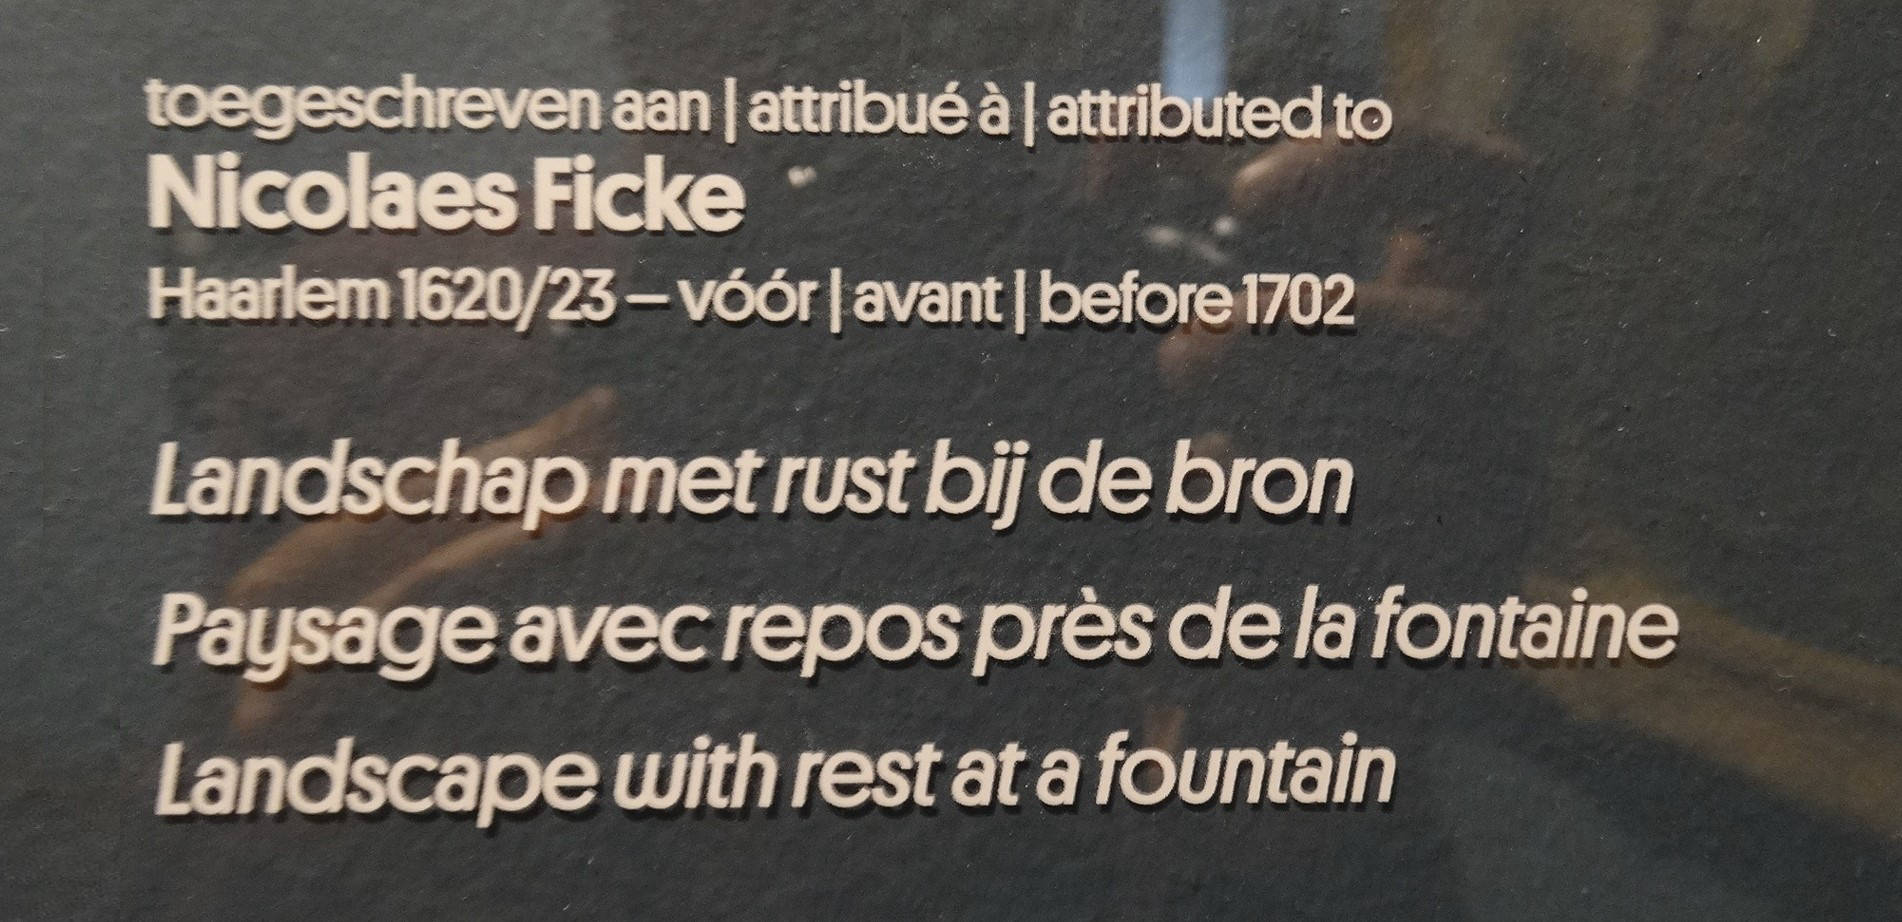 toegeschreven aan | attribué à | attributed to
Nicolaes Ficke
Haarlem 1620/23 – vóór | avant | before 1702
Landschap met rust bij de bron
Paysage avec repos près de la fontaine
Landscape with rest at a fountain